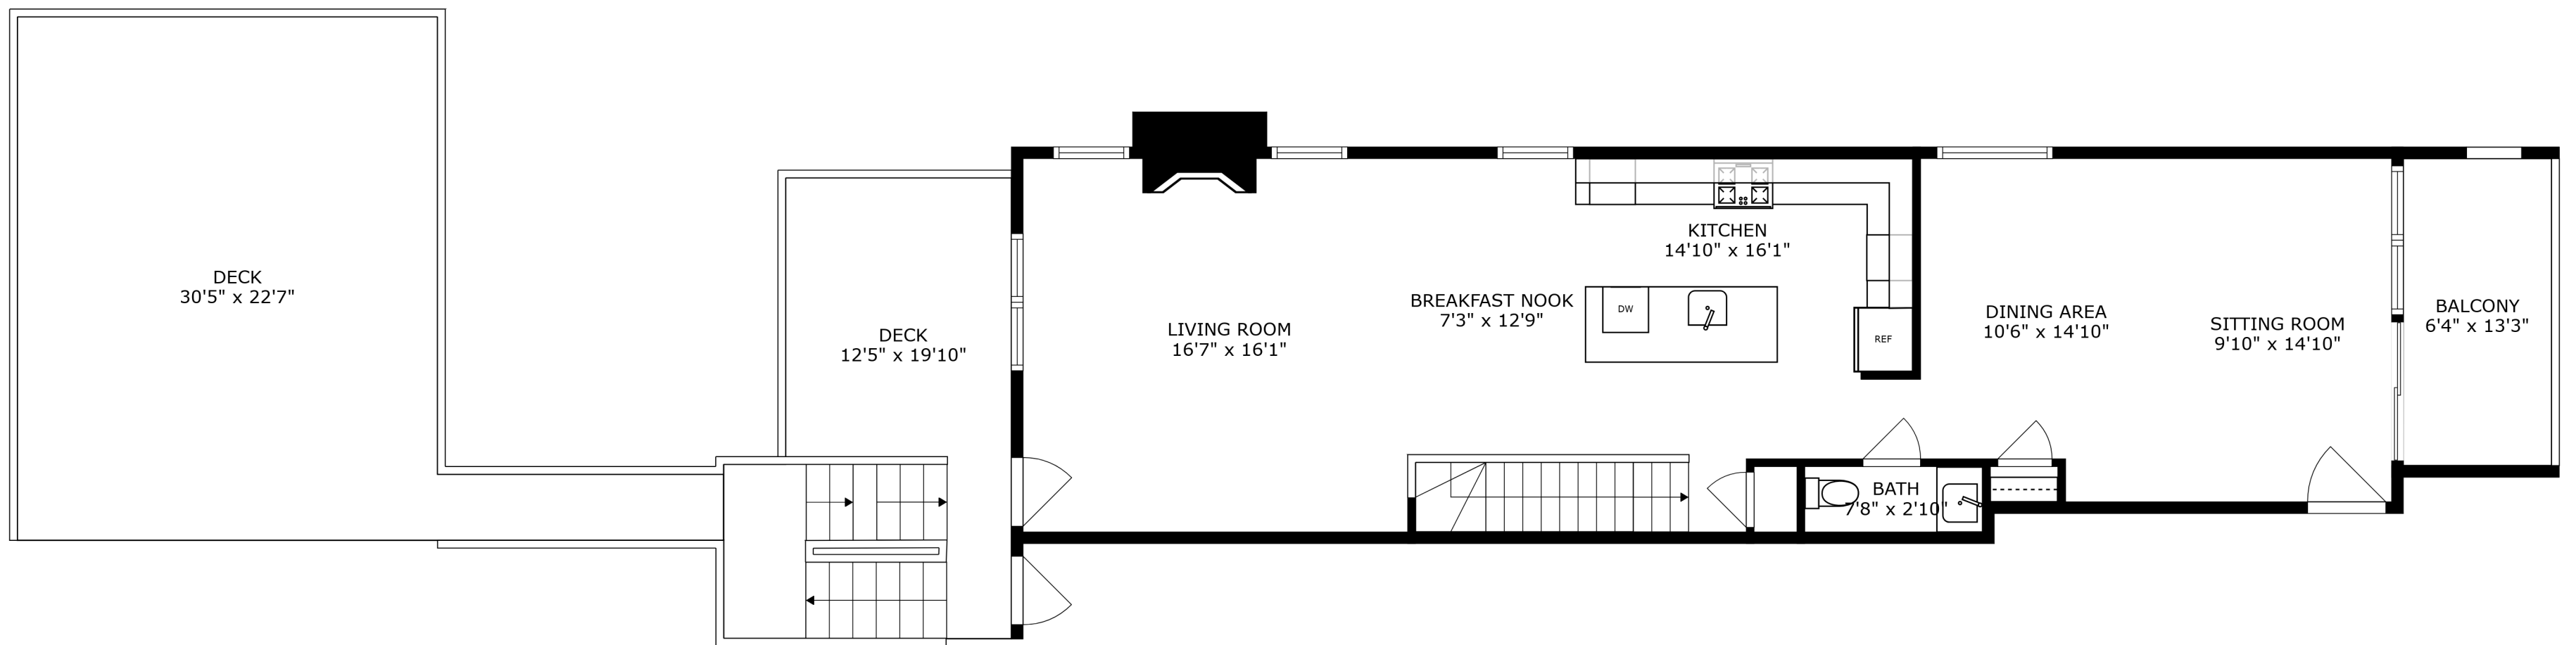 DECK
30'5" x 22'7"
DECK
12'5" x 19'10"
LIVING ROOM
16'7" x 16'1"
BREAKFAST NOOK
7'3" x 12'9"
KITCHEN
14'10" x 16'1"
DW
REF
BATH
7'8" x 2'10"
DINING AREA
10'6" x 14'10"
SITTING ROOM
9'10" x 14'10"
BALCONY
6'4" x 13'3"